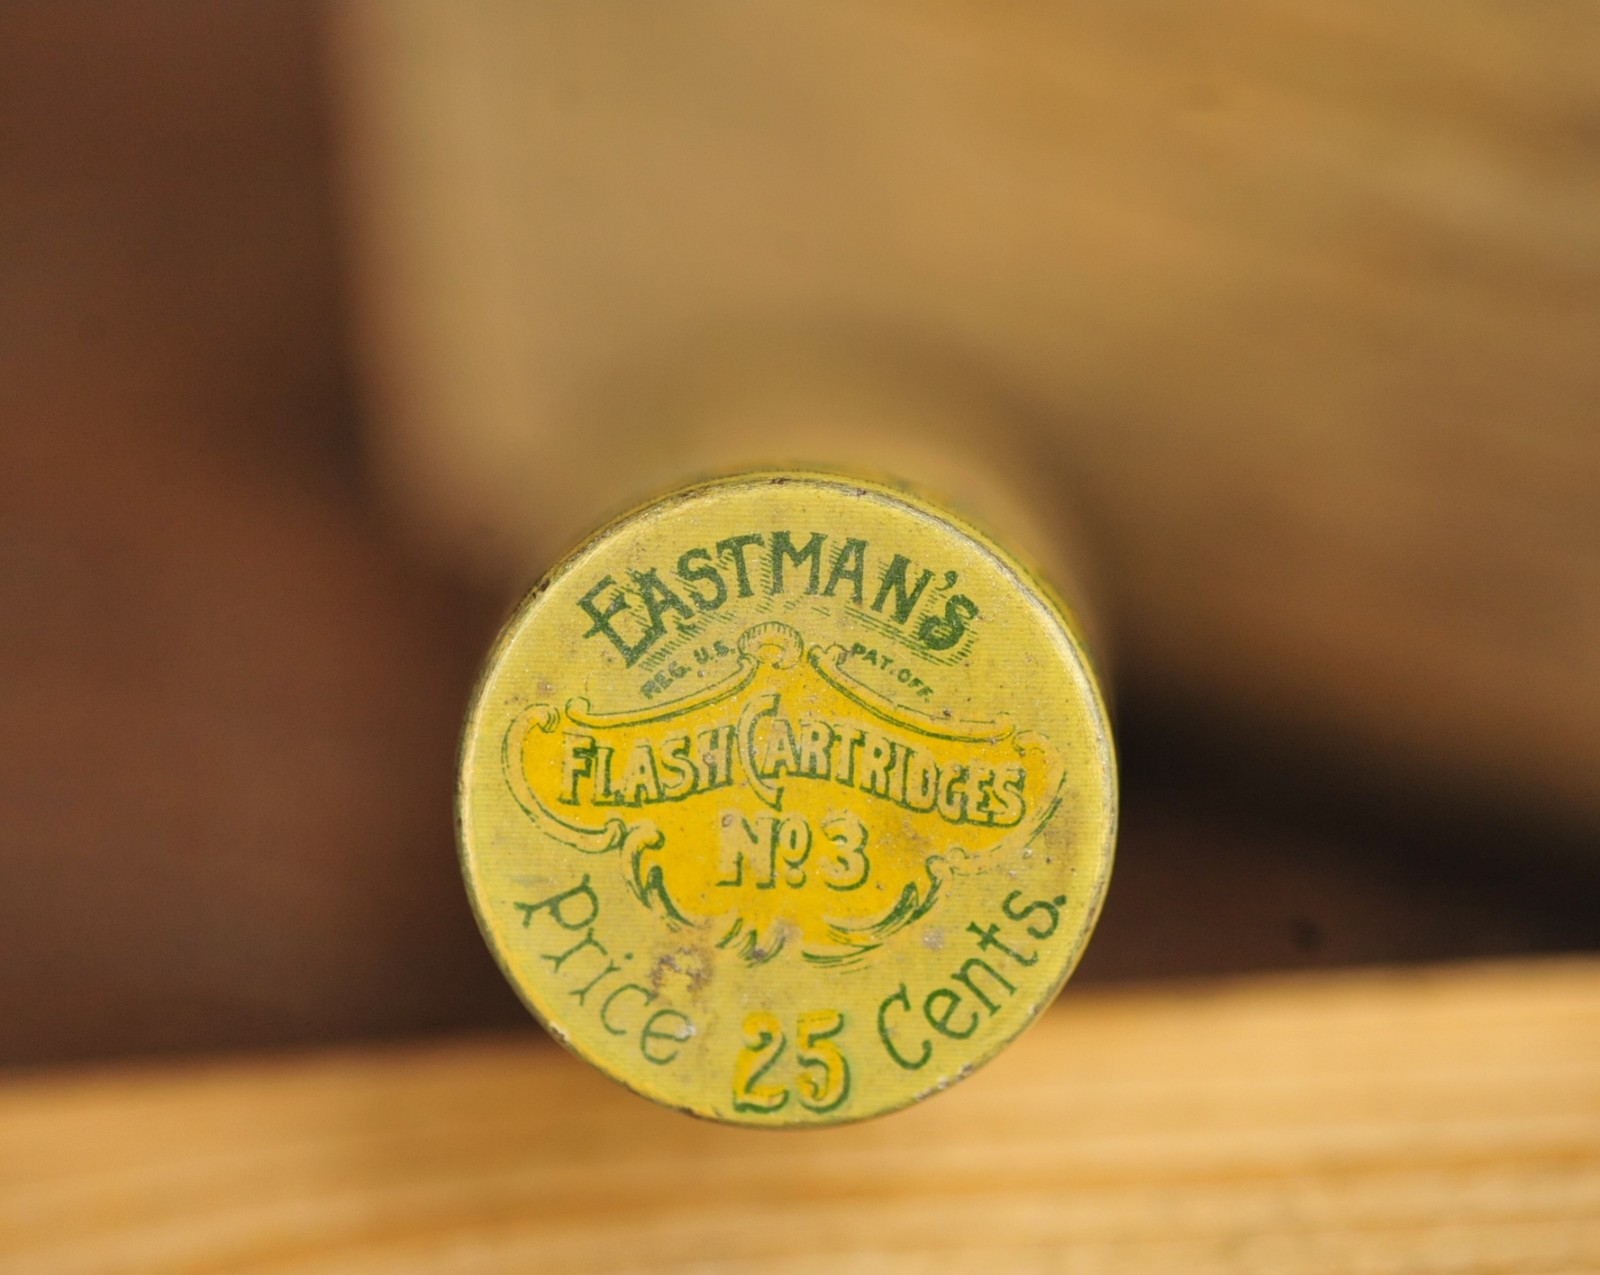 EASTMAN'S
REG. U.S. PAT. OFF.
FLASH CARTRIDGES
No 3
Price 25 Cents.